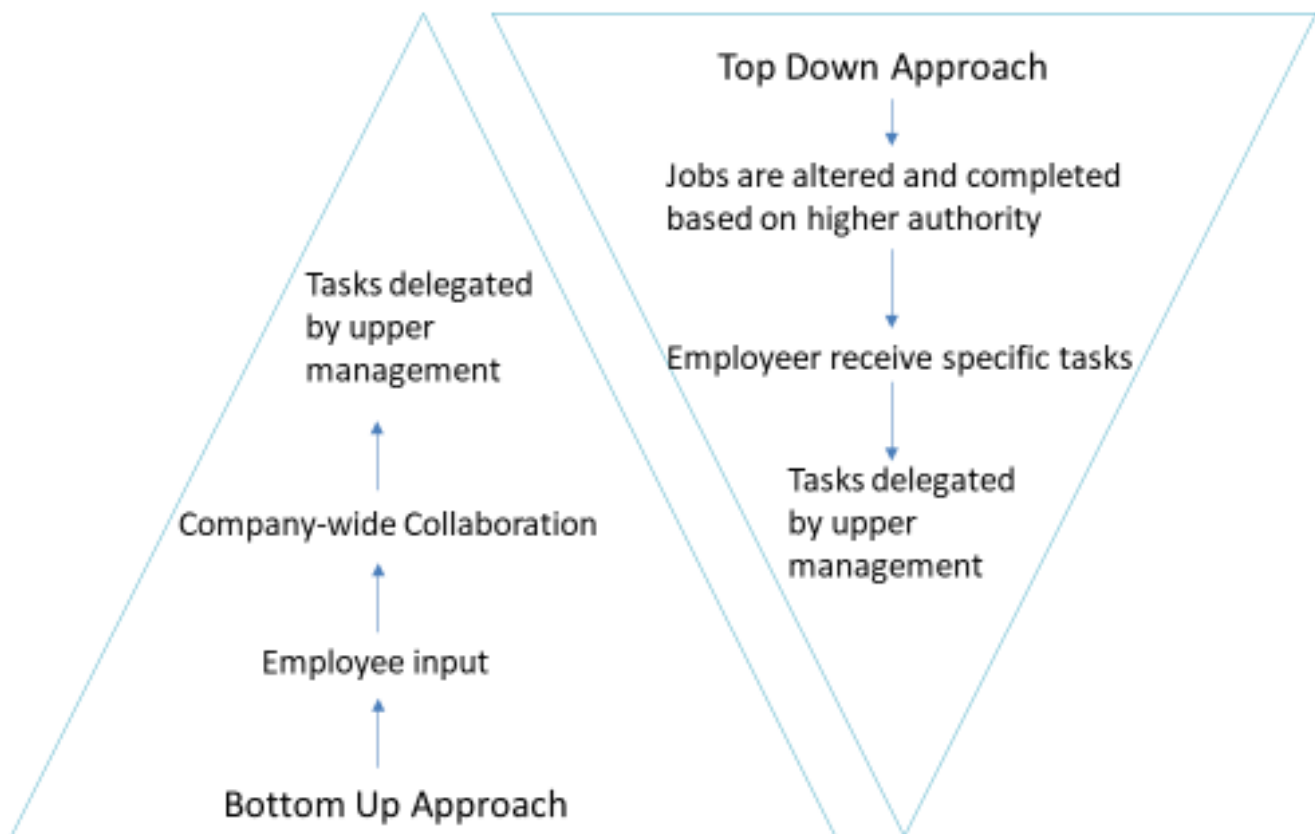 Top Down Approach
Jobs are altered and completed
based on higher authority
Employeer receive specific tasks
Tasks delegated
by upper
management
Tasks delegated
by upper
management
Company-wide Collaboration
Employee input
Bottom Up Approach